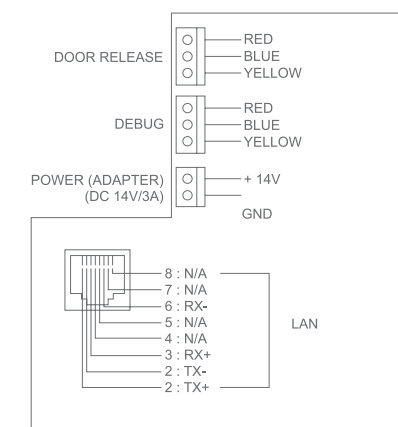 DOOR RELEASE
RED
BLUE
YELLOW
DEBUG
RED
BLUE
YELLOW
POWER (ADAPTER)
(DC 14V/3A)
+ 14V
GND
8 : N/A
7 : N/A
6 : RX-
5 : N/A
4 : N/A
3 : RX+
2 : TX-
2 : TX+
LAN